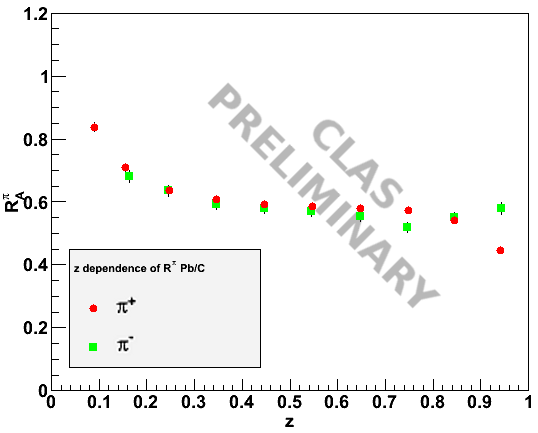 1.2
1
0.8
0.6
0.4
0.2
0
R_A^π
CLAS
PRELIMINARY
z dependence of R^π Pb/C
π+
π-
0 0.1 0.2 0.3 0.4 0.5 0.6 0.7 0.8 0.9 1
z